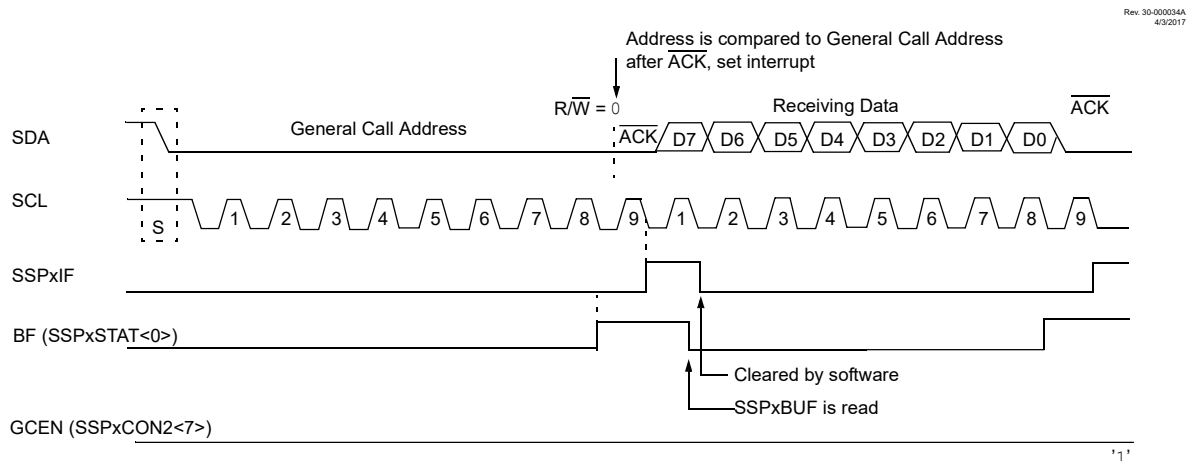 Rev. 30-000034A
4/3/2017
Address is compared to General Call Address
after ACK, set interrupt
R/W = 0
Receiving Data
ACK
SDA
General Call Address
ACK D7 D6 D5 D4 D3 D2 D1 D0
SCL
S
1 2 3 4 5 6 7 8 9 1 2 3 4 5 6 7 8 9
SSPxIF
BF (SSPxSTAT<0>)
Cleared by software
SSPxBUF is read
GCEN (SSPxCON2<7>)
'1'